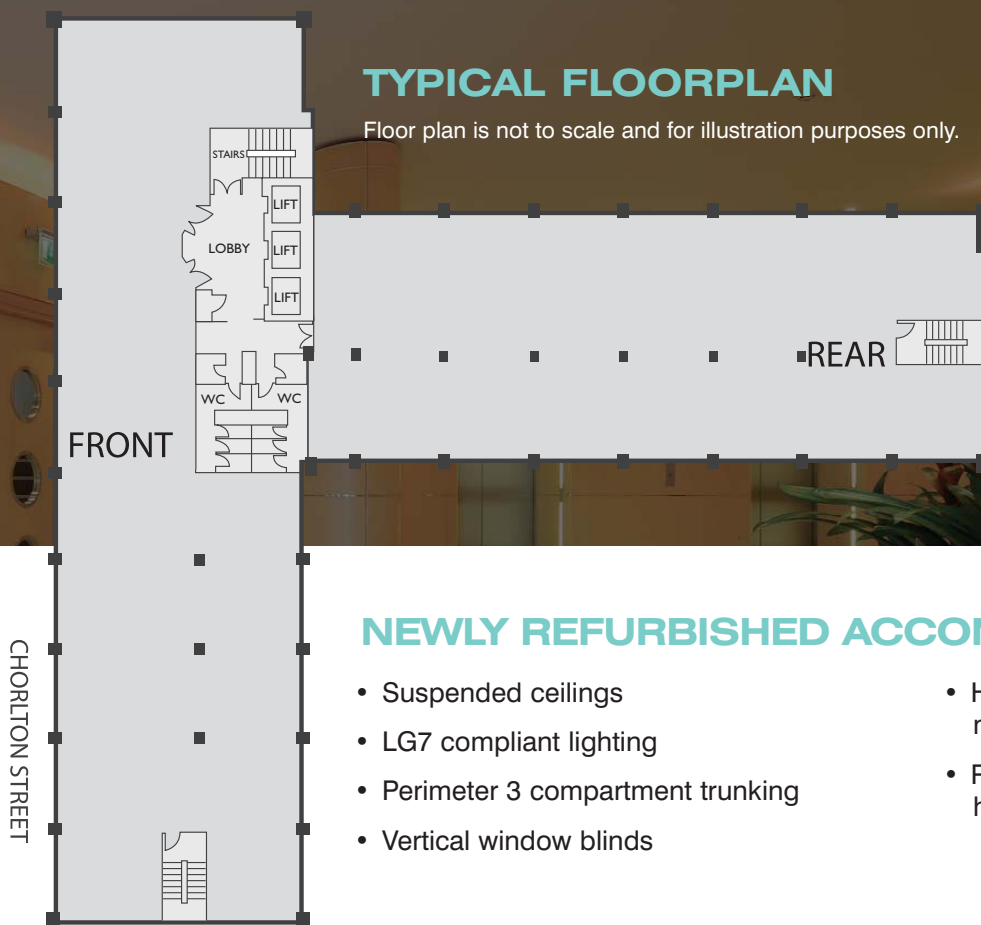 TYPICAL FLOORPLAN
Floor plan is not to scale and for illustration purposes only.
STAIRS
LIFT
LOBBY
LIFT
LIFT
REAR
WC
WC
FRONT
CHORLTON STREET
NEWLY REFURBISHED
• Suspended ceilings
• LG7 compliant lighting
• Perimeter 3 compartment trunking
• Vertical window blinds